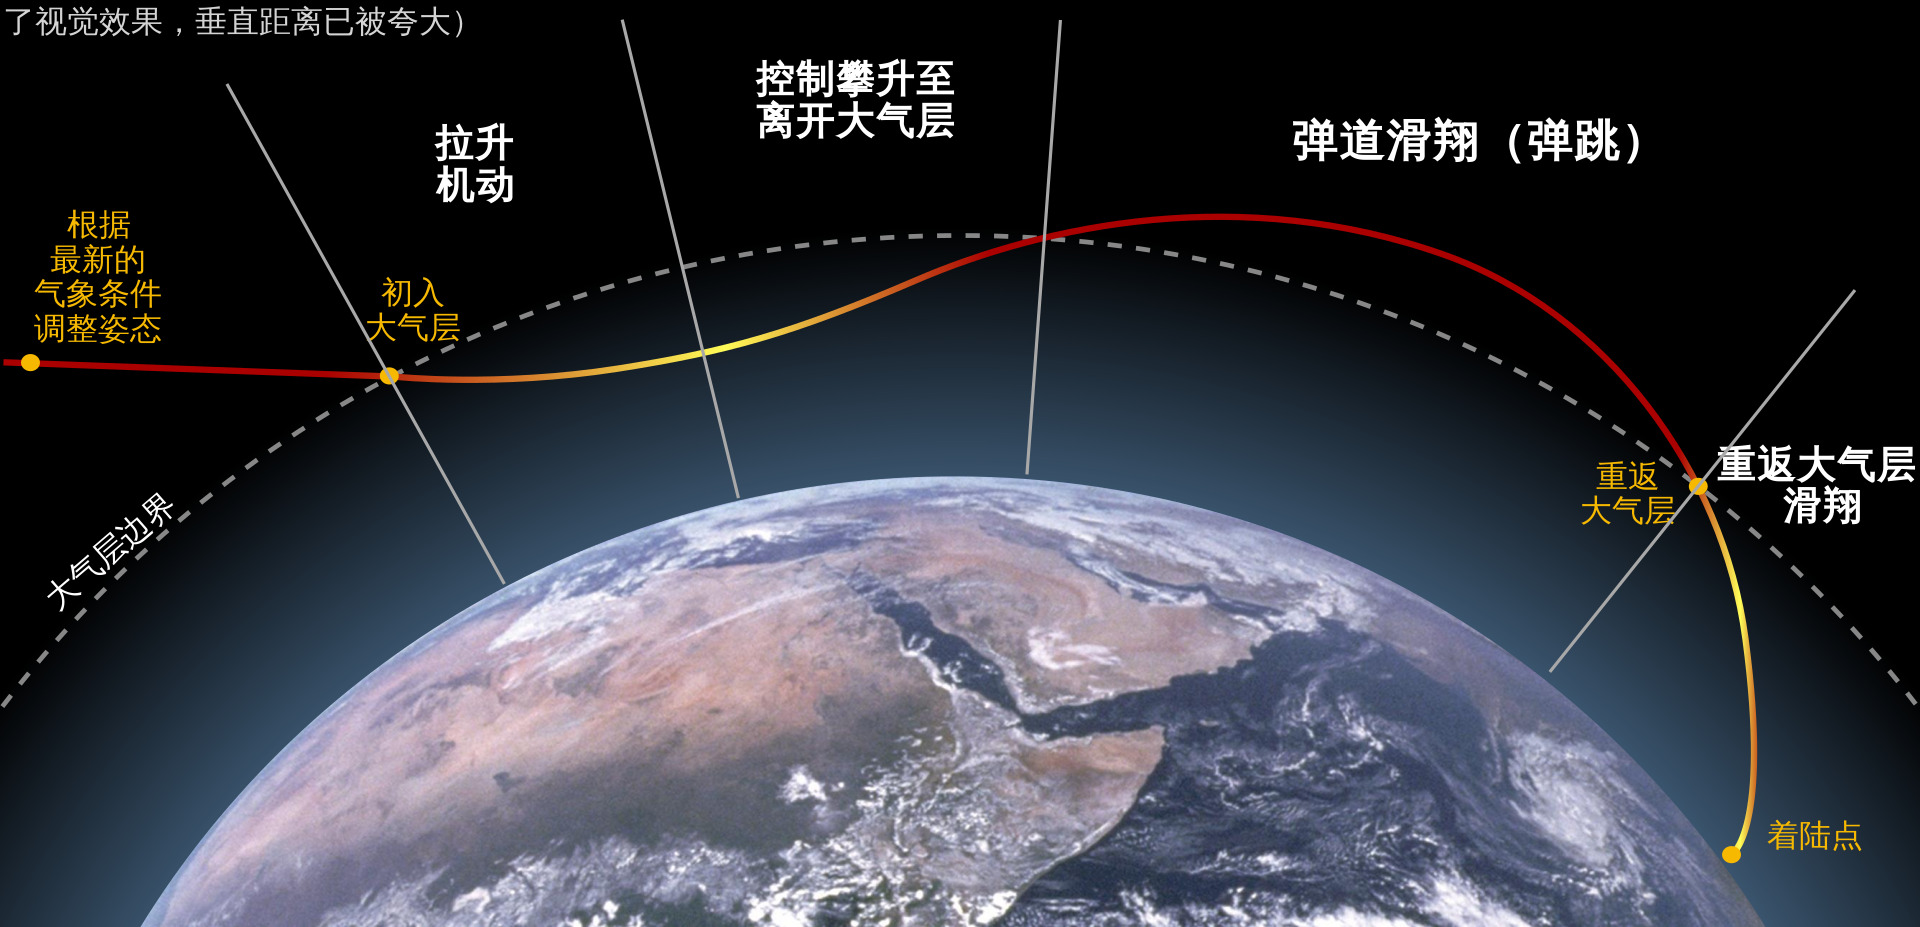 了视觉效果，垂直距离已被夸大）
控制攀升至
离开大气层
拉升
机动
弹道滑翔（弹跳）
根据
最新的
气象条件
调整姿态
初入
大气层
重返大气层
滑翔
重返
大气层
大气层边界
着陆点